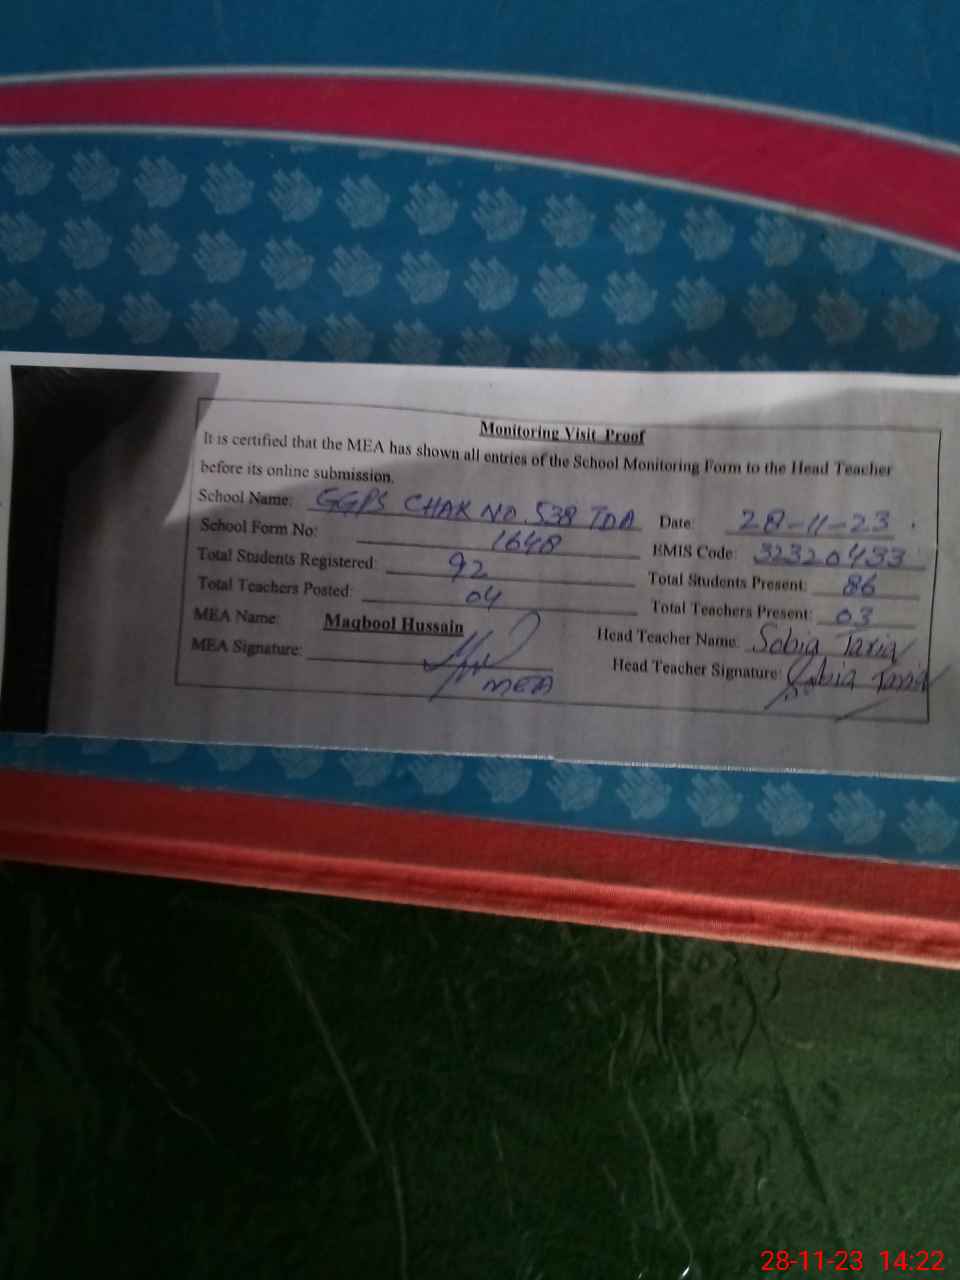 Monitoring Visit Proof
It is certified that the MEA has shown all entries of the School Monitoring Form to the Head Teacher
before its online submission.
School Name: GGPS CHAK NO. 538 TDA Date: 28-11-23
School Form No: 1648 EMIS Code: 32320433
Total Students Registered: 92 Total Students Present: 86
Total Teachers Posted: 04 Total Teachers Present: 03
MEA Name: Maqbool Hussain Head Teacher Name: Sobia Tariq
MEA Signature: MEA Head Teacher Signature: Sobia Tariq
28-11-23 14:22